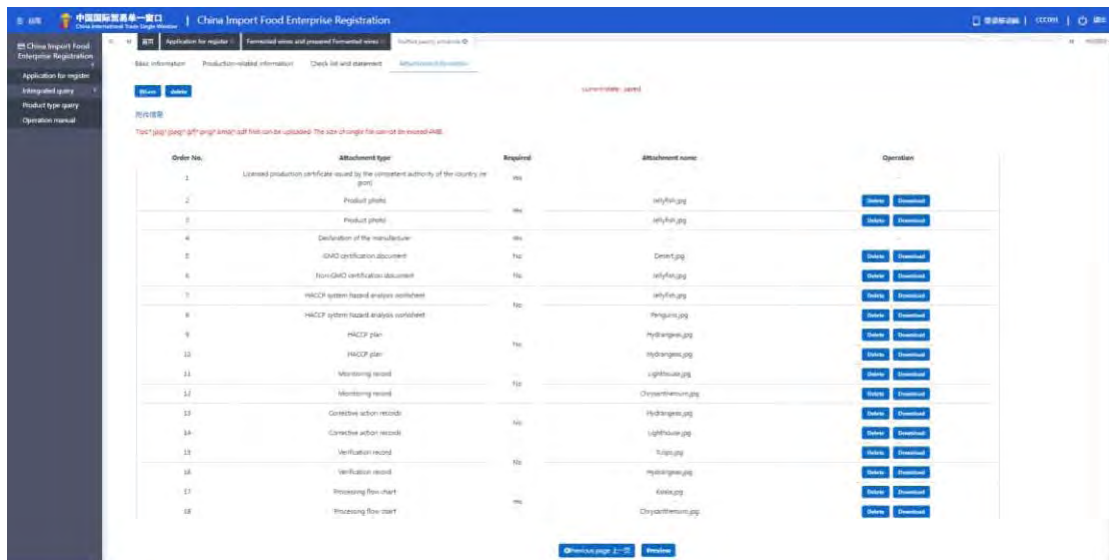 中国国际贸易单一窗口 | China Import Food Enterprise Registration
China International Trade Single Window
CCCOM1
China Import Food
Enterprise Registration
Application for register
Product type query
Operation manual
首页 Application for register Fermented wines and prepared Fermented wines
Basic information Production-related information Check list and statement Attachment information
delete
current state: saved
附件信息
Order No. Attachment type Required Attachment name Operation
1 Licensed production certificate issued by the competent authority of the country (re
gion) Yes
2 Product photo Jellyfish.jpg Delete Download
Yes
3 Product photo Jellyfish.jpg Delete Download
4 Declaration of the manufacturer Yes
5 GMO certification document No Desert.jpg Delete Download
6 Non-GMO certification document No Jellyfish.jpg Delete Download
7 HACCP system hazard analysis worksheet Jellyfish.jpg Delete Download
No
8 HACCP system hazard analysis worksheet Penguins.jpg Delete Download
9 HACCP plan Hydrangeas.jpg Delete Download
No
10 HACCP plan Hydrangeas.jpg Delete Download
11 Monitoring record Lighthouse.jpg Delete Download
No
12 Monitoring record Chrysanthemum.jpg Delete Download
13 Corrective action records Hydrangeas.jpg Delete Download
No
14 Corrective action records Lighthouse.jpg Delete Download
15 Verification record Tulips.jpg Delete Download
No
16 Verification record Hydrangeas.jpg Delete Download
17 Processing flow chart Koala.jpg Delete Download
Yes
18 Processing flow chart Chrysanthemum.jpg Delete Download
Previous page 上一页 Preview